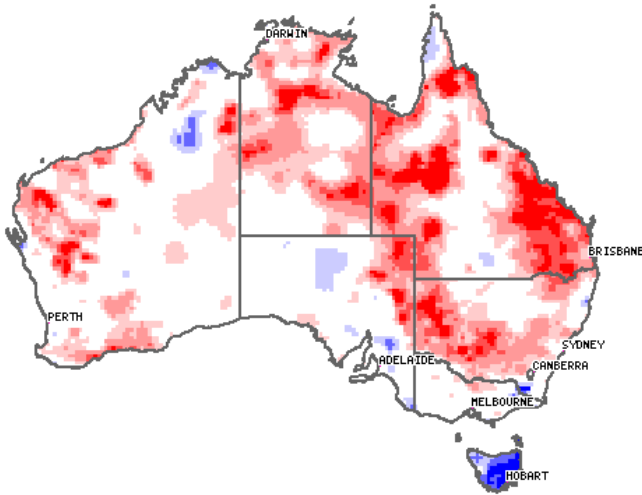 DARWIN
BRISBANE
PERTH
SYDNEY
ADELAIDE
CANBERRA
MELBOURNE
HOBART